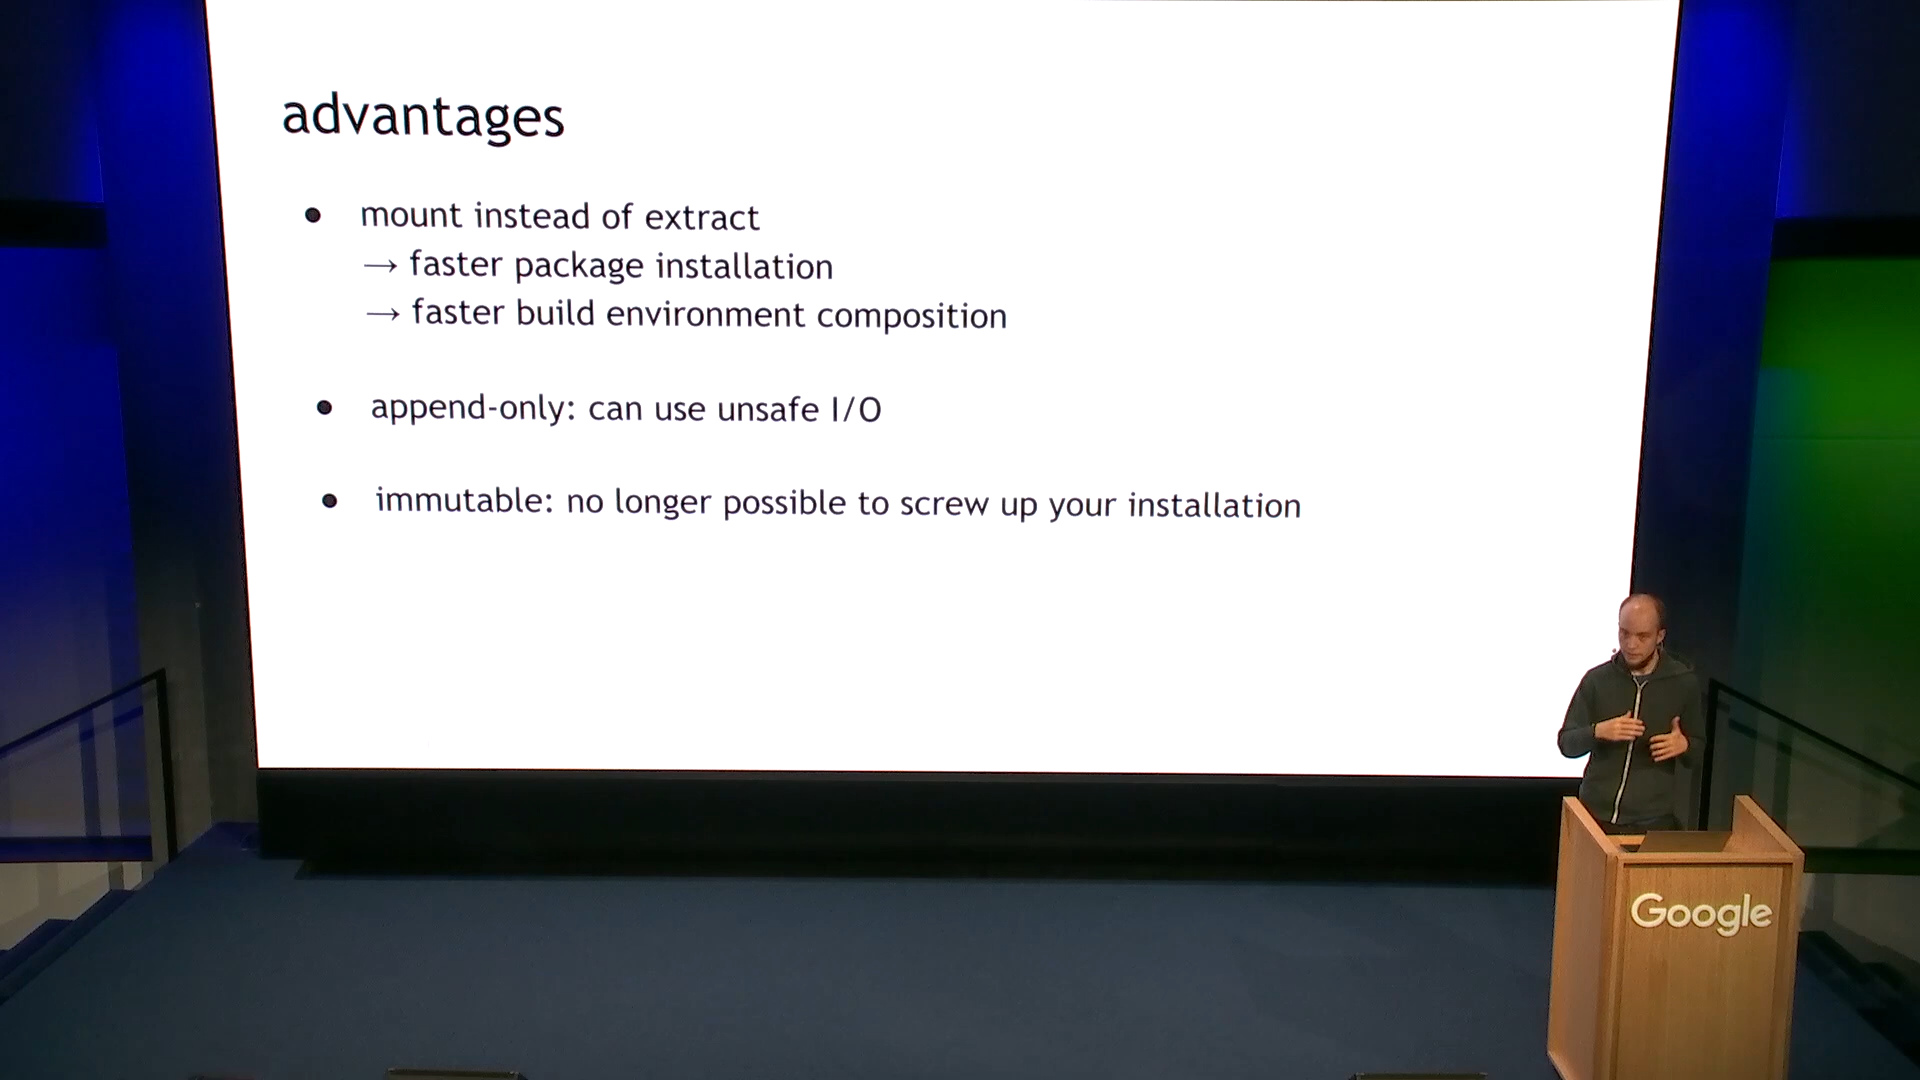 advantages
● mount instead of extract
→ faster package installation
→ faster build environment composition
● append-only: can use unsafe I/O
● immutable: no longer possible to screw up your installation
Google